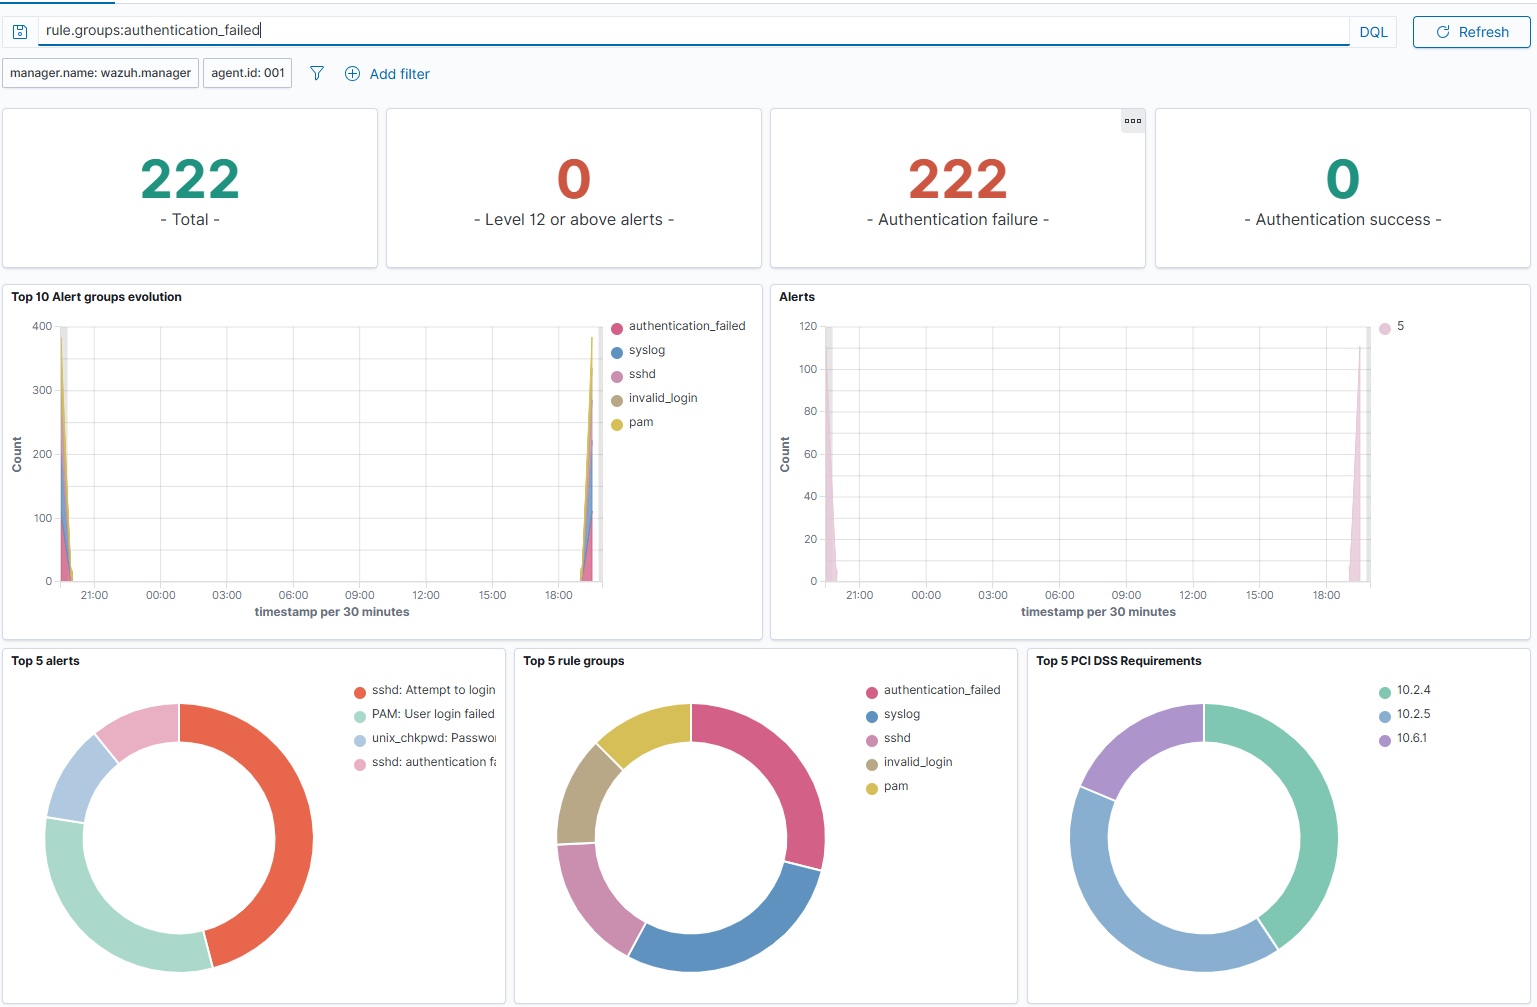 rule.groups:authentication_failed
DQL
Refresh
manager.name: wazuh.manager
agent.id: 001
Add filter
222
- Total -
0
- Level 12 or above alerts -
222
- Authentication failure -
0
- Authentication success -
Top 10 Alert groups evolution
400
300
200
100
0
Count
21:00
00:00
03:00
06:00
09:00
12:00
15:00
18:00
timestamp per 30 minutes
authentication_failed
syslog
sshd
invalid_login
pam
Alerts
120
100
80
60
40
20
0
Count
21:00
00:00
03:00
06:00
09:00
12:00
15:00
18:00
timestamp per 30 minutes
5
Top 5 alerts
sshd: Attempt to login
PAM: User login failed
unix_chkpwd: Passwo
sshd: authentication fa
Top 5 rule groups
authentication_failed
syslog
sshd
invalid_login
pam
Top 5 PCI DSS Requirements
10.2.4
10.2.5
10.6.1